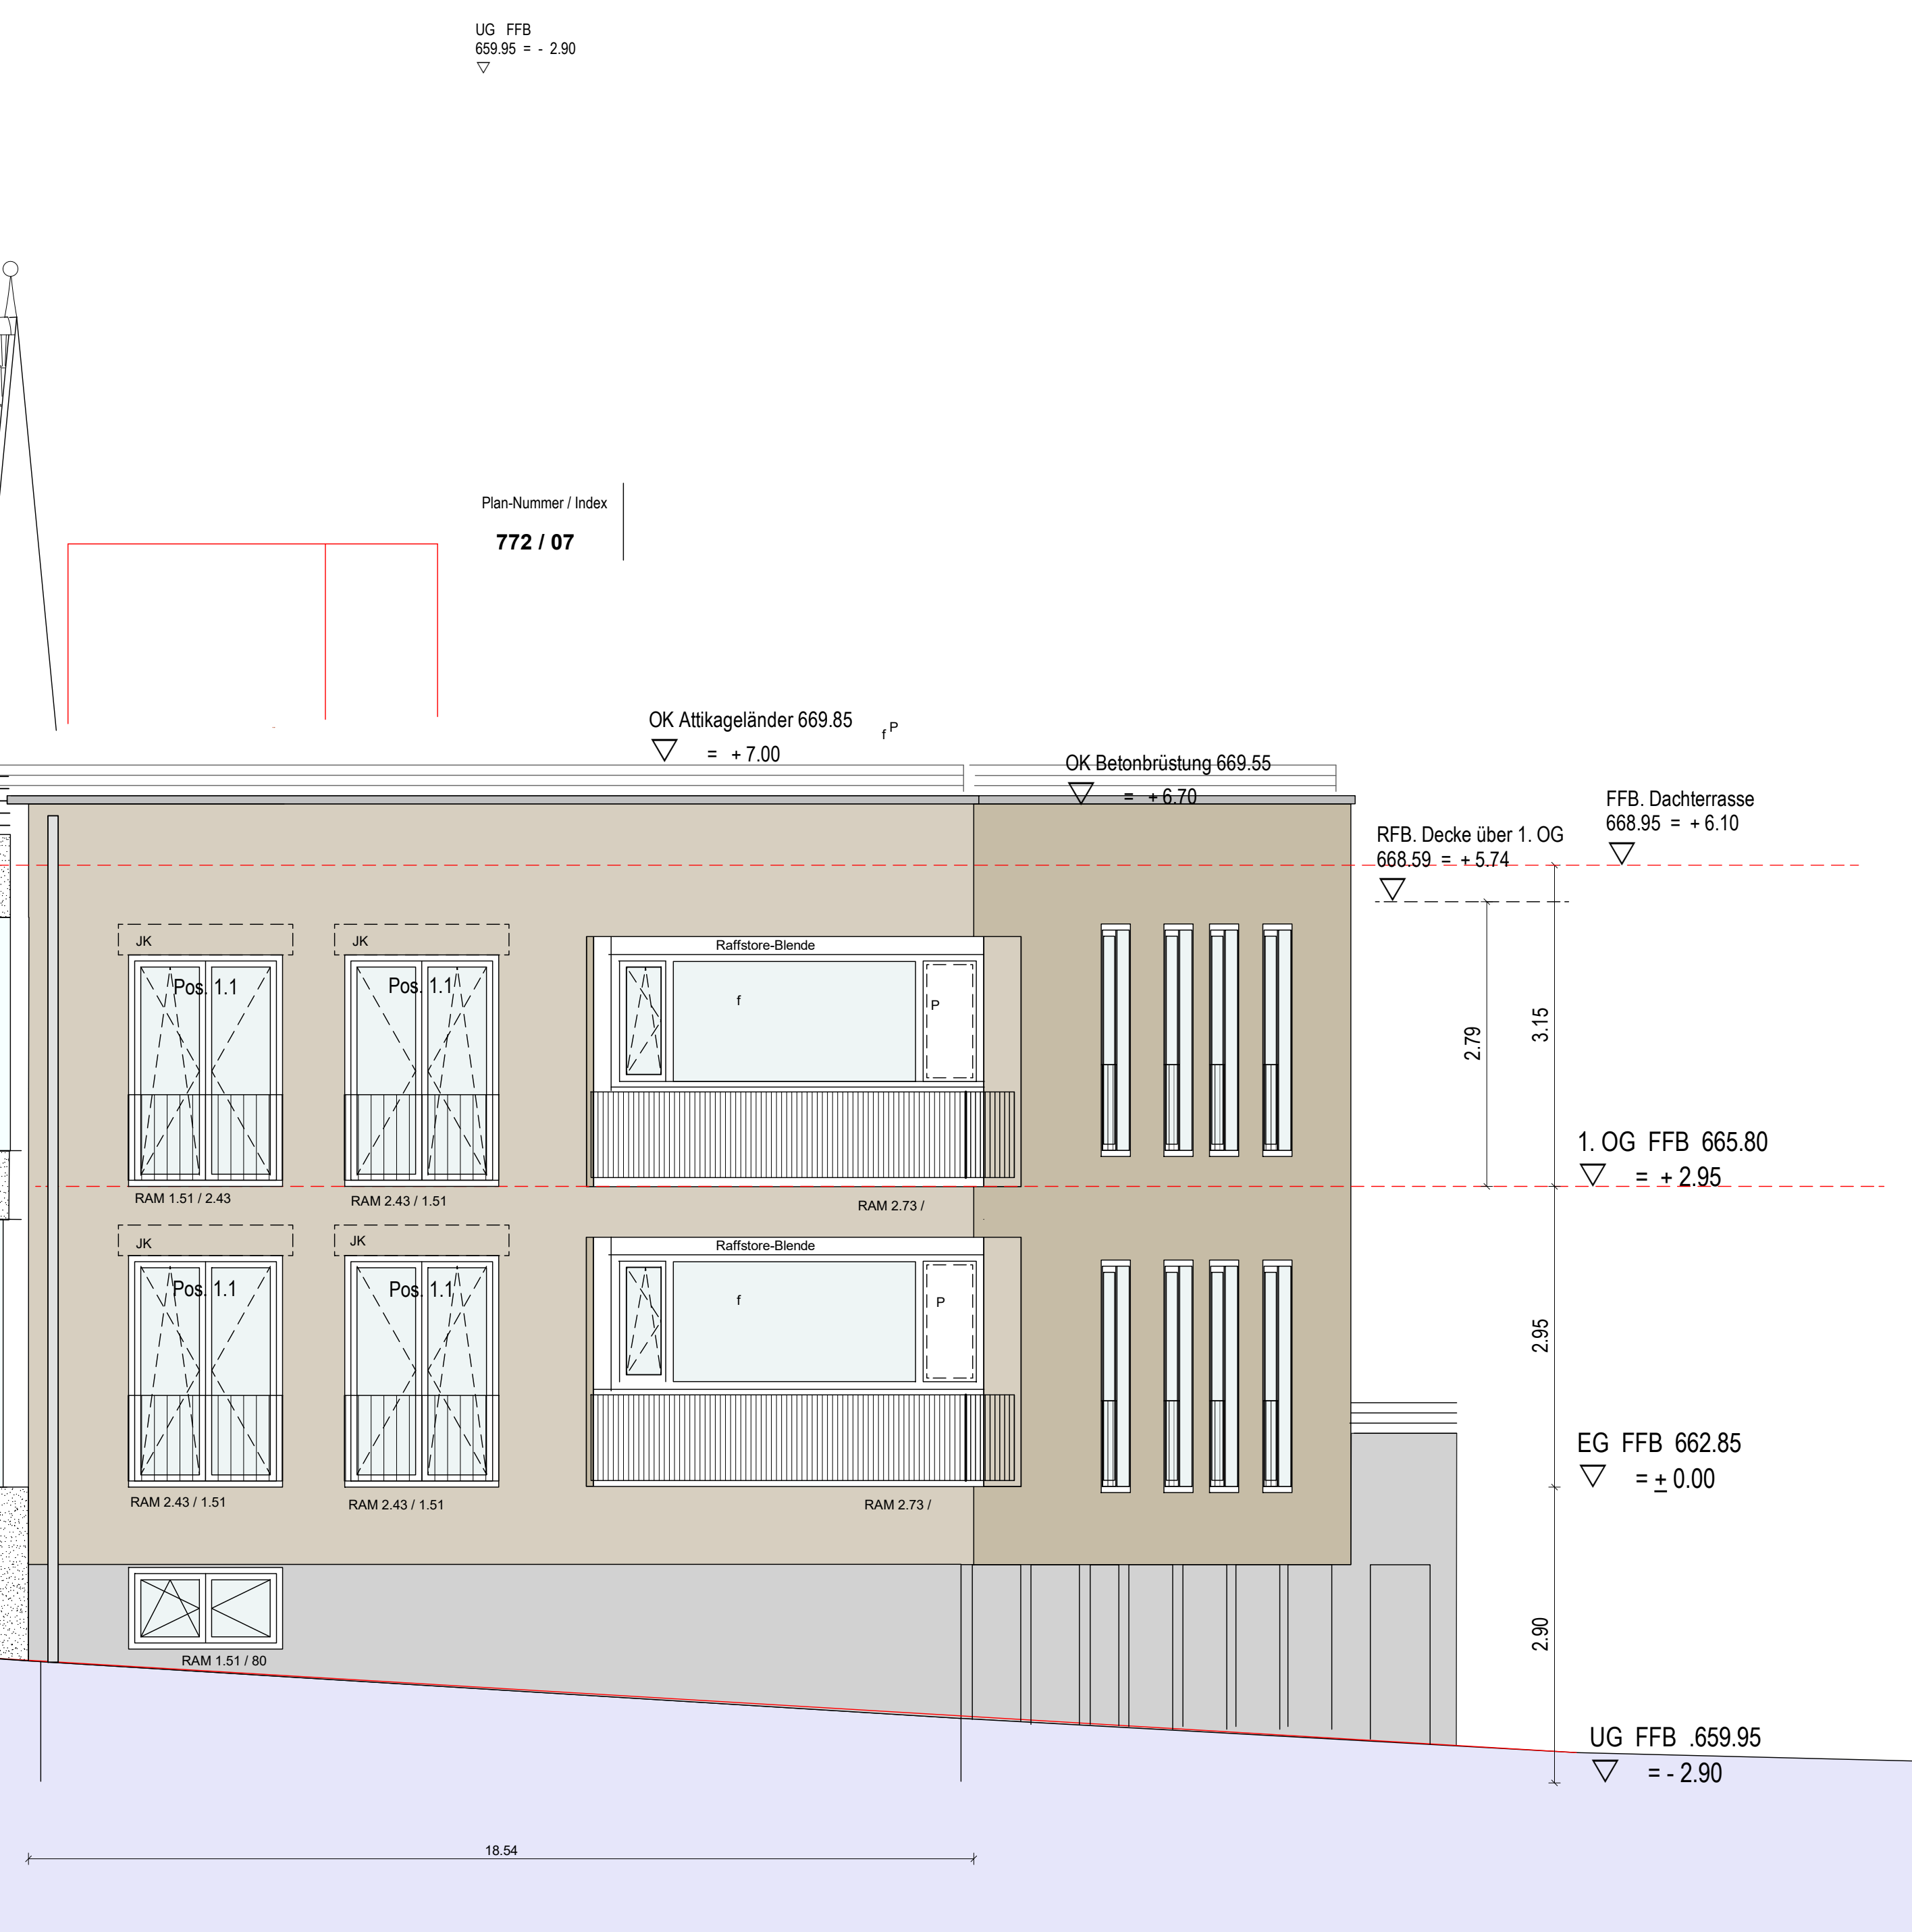 UG FFB
659.95 = - 2.90
Plan-Nummer / Index
772 / 07
OK Attikageländer 669.85
= + 7.00
f P
OK Betonbrüstung 669.55
= + 6.70
FFB. Dachterrasse
668.95 = + 6.10
RFB. Decke über 1. OG
668.59 = + 5.74
JK
JK
Raffstore-Blende
Pos. 1.1
Pos. 1.1
f
P
2.79
3.15
RAM 1.51 / 2.43
RAM 2.43 / 1.51
RAM 2.73 /
1. OG FFB 665.80
= + 2.95
JK
JK
Raffstore-Blende
Pos. 1.1
Pos. 1.1
f
P
2.95
RAM 2.43 / 1.51
RAM 2.43 / 1.51
RAM 2.73 /
EG FFB 662.85
= ± 0.00
RAM 1.51 / 80
2.90
UG FFB .659.95
= - 2.90
18.54